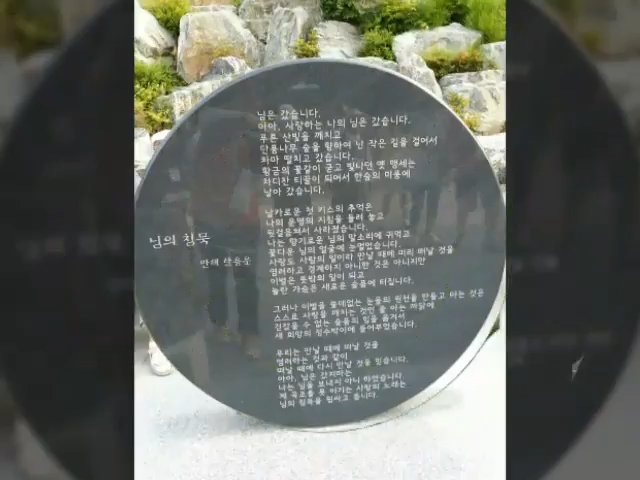 님의 침묵
만해 한용운
님은 갔습니다.
아아, 사랑하는 나의 님은 갔습니다.
푸른 산빛을 깨치고
단풍나무 숲을 향하여 난 작은 길을 걸어서
차마 떨치고 갔습니다.
황금의 꽃같이 굳고 빛나던 옛 맹세는
차디찬 티끌이 되어서 한숨의 미풍에
날아 갔습니다.
날카로운 첫 키스의 추억은
나의 운명의 지침을 돌려 놓고
뒷걸음쳐서 사라졌습니다.
나는 향기로운 님의 말소리에 귀먹고
꽃다운 님의 얼굴에 눈멀었습니다.
사랑도 사람의 일이라 만날 때에 미리 떠날 것을
염려하고 경계하지 아니한 것은 아니지만
이별은 뜻밖의 일이 되고
놀란 가슴은 새로운 슬픔에 터집니다.
그러나 이별을 쓸데없는 눈물의 원천을 만들고 마는 것은
스스로 사랑을 깨치는 것인 줄 아는 까닭에
걷잡을 수 없는 슬픔의 힘을 옮겨서
새 희망의 정수박이에 들어부었습니다.
우리는 만날 때에 떠날 것을
염려하는 것과 같이
떠날 때에 다시 만날 것을 믿습니다.
아아, 님은 갔지마는
나는 님을 보내지 아니 하였습니다.
제 곡조를 못 이기는 사랑의 노래는
님의 침묵을 휩싸고 돕니다.